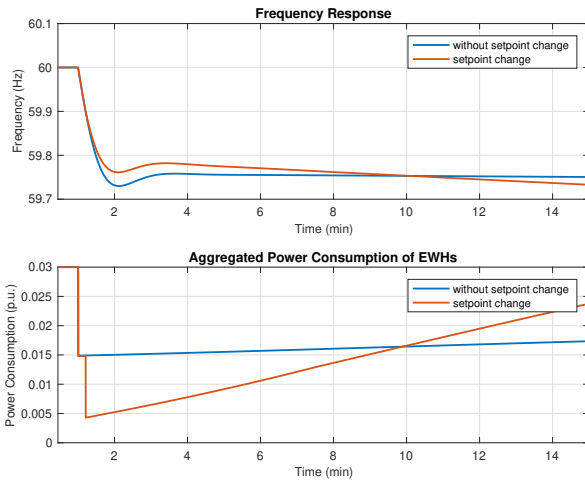 Frequency Response
60.1
60
59.9
59.8
59.7
Frequency (Hz)
without setpoint change
setpoint change
2 4 6 8 10 12 14
Time (min)
Aggregated Power Consumption of EWHs
0.03
0.025
0.02
0.015
0.01
0.005
0
Power Consumption (p.u.)
without setpoint change
setpoint change
2 4 6 8 10 12 14
Time (min)